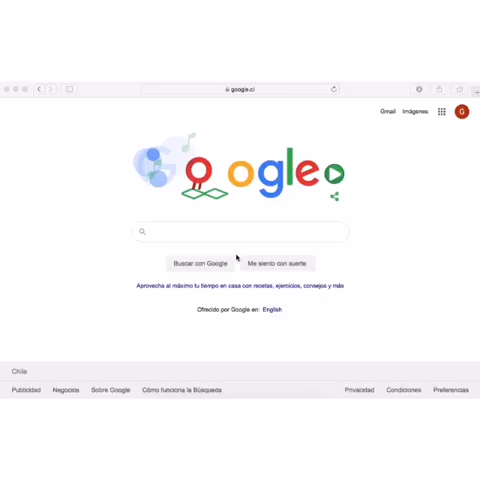 google.cl
Gmail Imágenes G
Google
Buscar con Google Me siento con suerte
Aprovecha al máximo tu tiempo en casa con recetas, ejercicios, consejos y más
Ofrecido por Google en: English
Chile
Publicidad Negocios Sobre Google Cómo funciona la Búsqueda Privacidad Condiciones Preferencias